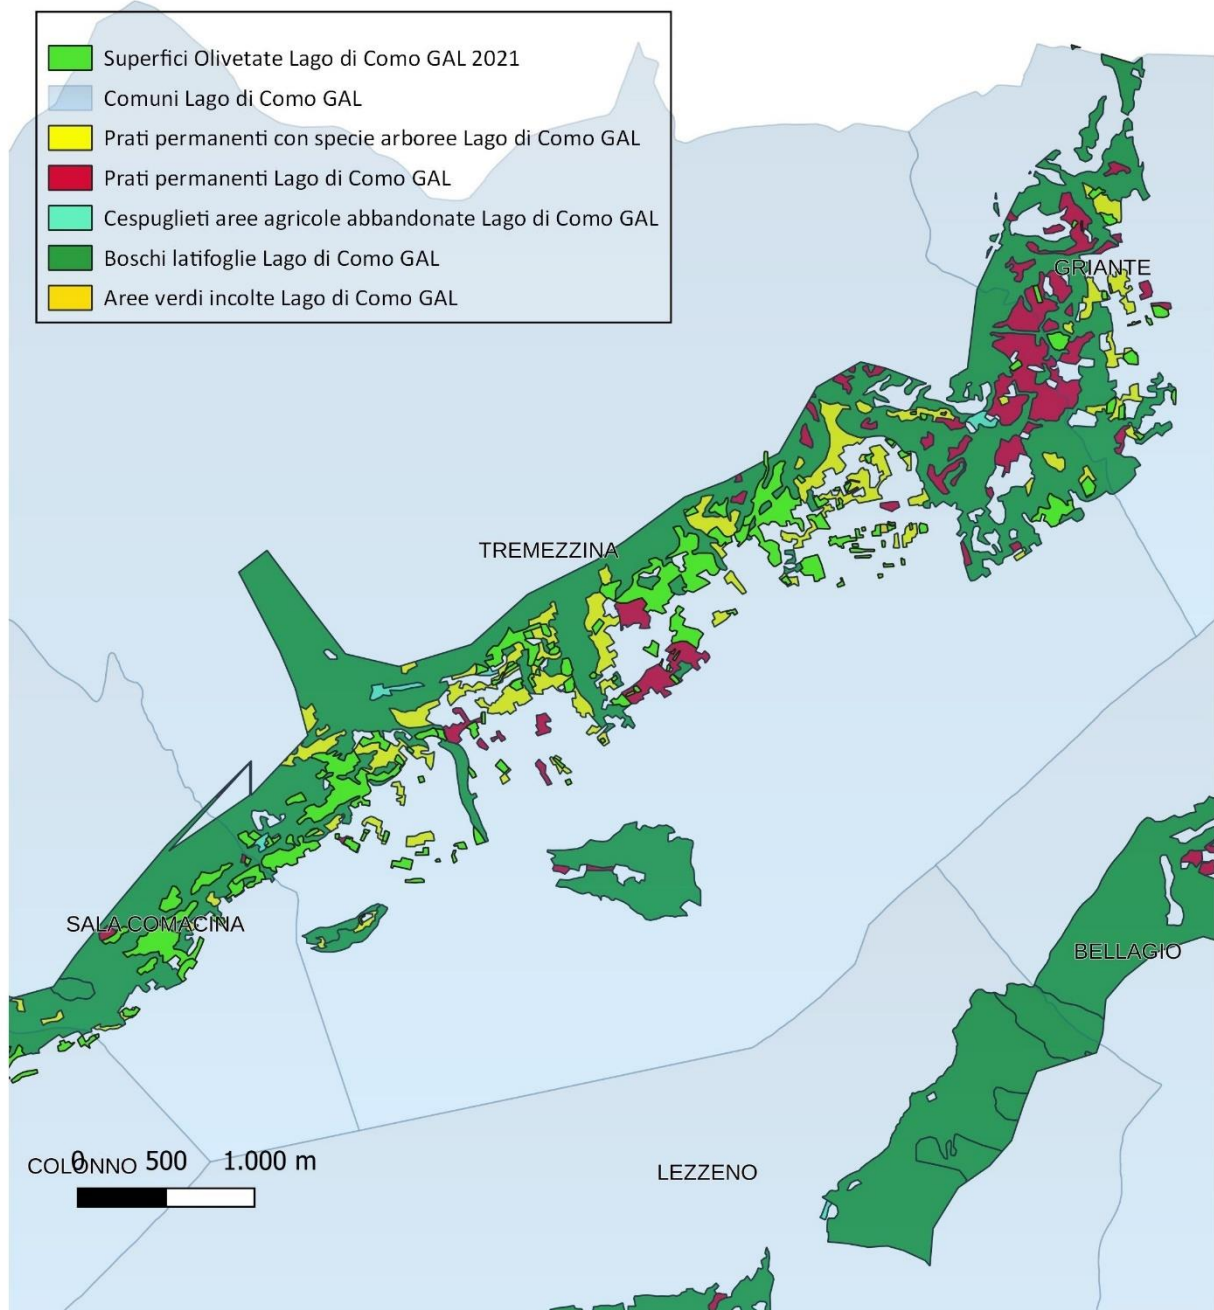 Superfici Olivetate Lago di Como GAL 2021
Comuni Lago di Como GAL
Prati permanenti con specie arboree Lago di Como GAL
Prati permanenti Lago di Como GAL
Cespuglieti aree agricole abbandonate Lago di Como GAL
Boschi latifoglie Lago di Como GAL
Aree verdi incolte Lago di Como GAL
GRIANTE
TREMEZZINA
SALA COMACINA
BELLAGIO
COLONNO
0 500 1.000 m
LEZZENO